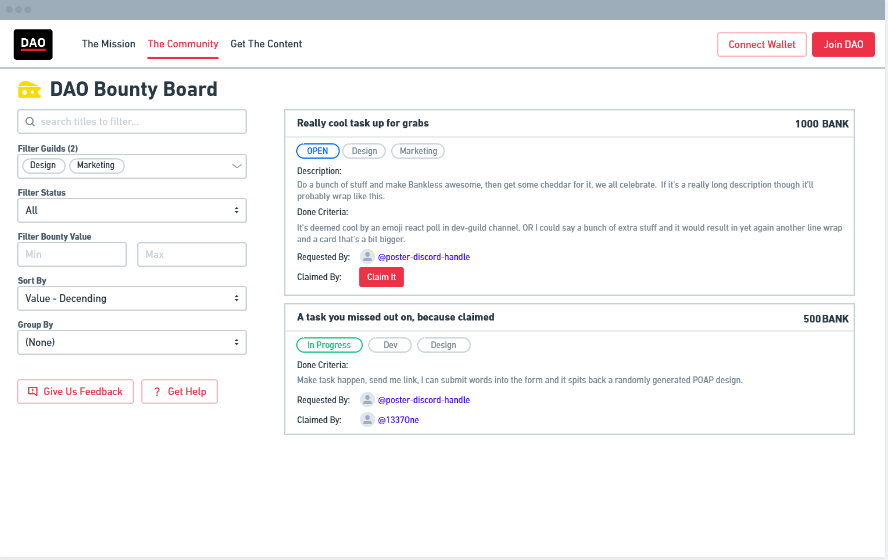 DAO
The Mission
The Community
Get The Content
Connect Wallet
Join DAO
DAO Bounty Board
search titles to filter...
Filter Guilds (2)
Design
Marketing
Filter Status
All
Filter Bounty Value
Min
Max
Sort By
Value - Decending
Group By
(None)
Give Us Feedback
? Get Help
Really cool task up for grabs
1000 BANK
OPEN
Design
Marketing
Description:
Do a bunch of stuff and make Bankless awesome, then get some cheddar for it, we all celebrate. If it's a really long description though it'll
probably wrap like this.
Done Criteria:
It's deemed cool by an emoji react poll in dev-guild channel. OR I could say a bunch of extra stuff and it would result in yet again another line wrap
and a card that's a bit bigger.
Requested By:
@poster-discord-handle
Claimed By:
Claim It
A task you missed out on, because claimed
500BANK
In Progress
Dev
Design
Done Criteria:
Make task happen, send me link, I can submit words into the form and it spits back a randomly generated POAP design.
Requested By:
@poster-discord-handle
Claimed By:
@1337One